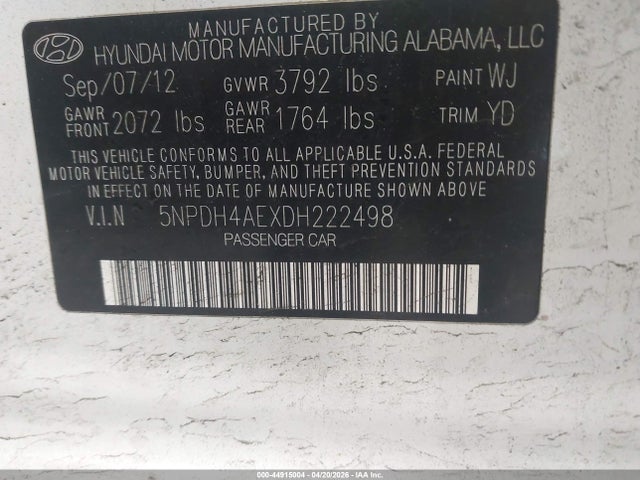 MANUFACTURED BY
HYUNDAI MOTOR MANUFACTURING ALABAMA, LLC
Sep/07/12 GVWR 3792 lbs PAINT WJ
GAWR FRONT 2072 lbs GAWR REAR 1764 lbs TRIM YD
THIS VEHICLE CONFORMS TO ALL APPLICABLE U.S.A. FEDERAL
MOTOR VEHICLE SAFETY, BUMPER, AND THEFT PREVENTION STANDARDS
IN EFFECT ON THE DATE OF MANUFACTURE SHOWN ABOVE.
V.I.N 5NPDH4AEXDH222498
PASSENGER CAR
000-44915004 - 04/20/2026 - IAA Corp.